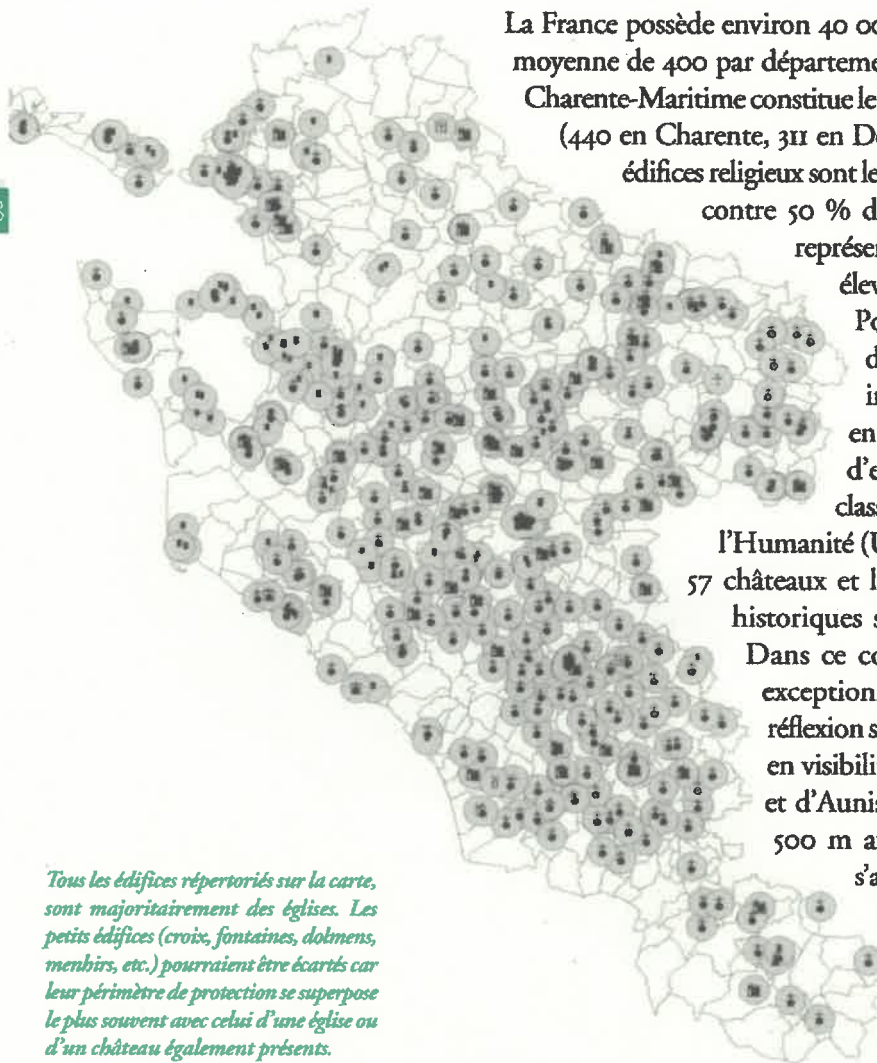 La France possède environ 40 00
moyenne de 400 par départeme
Charente-Maritime constitue le
(440 en Charente, 311 en De
édifices religieux sont le
contre 50 % d
représen
élev
Po
d
in
en
d'e
class
l'Humanité (U
57 châteaux et l
historiques s
Dans ce co
exception
réflexion s
en visibili
et d'Aunis
500 m a
s'a
Tous les édifices répertoriés sur la carte,
sont majoritairement des églises. Les
petits édifices (croix, fontaines, dolmens,
menhirs, etc.) pourraient être écartés car
leur périmètre de protection se superpose
le plus souvent avec celui d'une église ou
d'un château également présents.